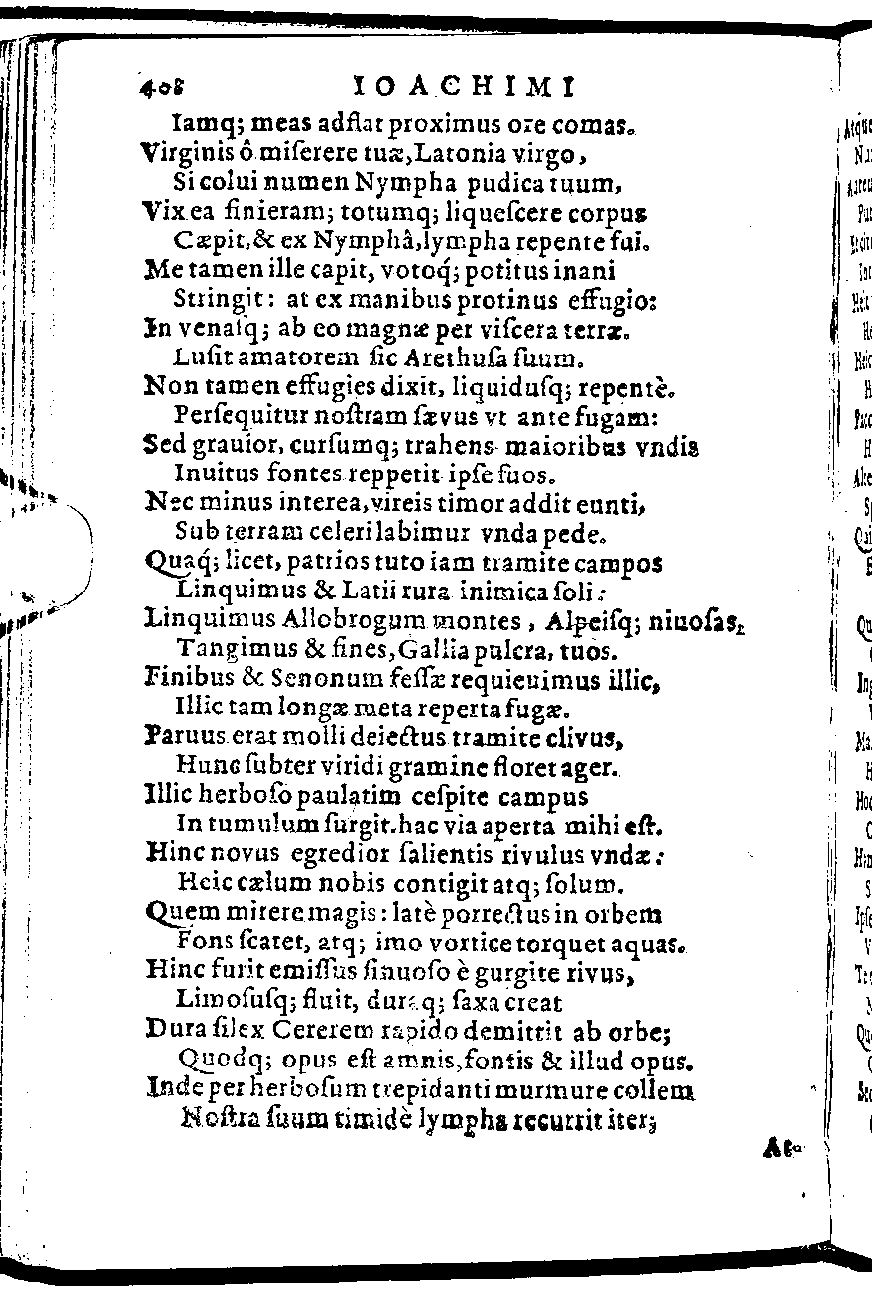 408 IOACHIMI
Iamq; meas adflat proximus ore comas.
Virginis ô miſerere tuæ, Latonia virgo,
Si colui numen Nympha pudica tuum,
Vix ea finieram; totumq; liqueſcere corpus
Cæpit, & ex Nymphâ, lympha repente fui.
Me tamen ille capit, votoq́; potitus inani
Stringit: at ex manibus protinus effugio:
In venaſq; ab eo magnæ per viſcera terræ.
Luſit amatorem ſic Arethuſa ſuum.
Non tamen effugies dixit, liquiduſq; repentè.
Perſequitur noſtram ſævus vt ante fugam:
Sed grauior, curſumq; trahens maioribus vndis
Inuitus fontes reppetit ipſe ſuos.
Nec minus interea, vireis timor addit eunti,
Sub terram celeri labimur vnda pede.
Quaq́; licet, patrios tuto iam tramite campos
Linquimus & Latii rura inimica ſoli:
Linquimus Allobrogum montes, Alpeiſq; niuoſas,
Tangimus & fines, Gallia pulcra, tuos.
Finibus & Senonum feſſæ requieuimus illic,
Illic tam longæ meta reperta fugæ.
Paruus erat molli deiectus tramite clivus,
Hunc ſubter viridi gramine floret ager.
Illic herboſo paulatim ceſpite campus
In tumulum ſurgit. hac via aperta mihi eſt.
Hinc novus egredior ſalientis rivulus vndæ:
Heic cælum nobis contigit atq; ſolum.
Quem mirere magis: latè porrectus in orbem
Fons ſcatet, atq; imo vortice torquet aquas.
Hinc furit emiſſus ſinuoſo è gurgite rivus,
Limoſuſq; fluit, duraq; ſaxa creat
Dura ſilex Cererem rapido demittit ab orbe;
Quodq; opus eſt amnis, fontis & illud opus.
Inde per herboſum trepidanti murmure collem
Noſtra ſuum timidè lympha recurrit iter;
At-